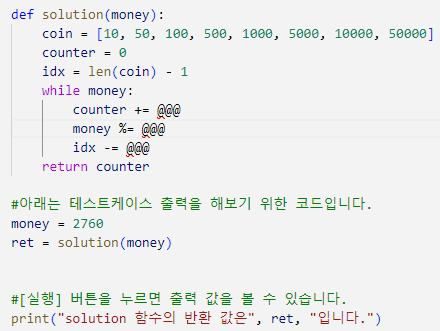 def solution(money):
    coin = [10, 50, 100, 500, 1000, 5000, 10000, 50000]
    counter = 0
    idx = len(coin) - 1
    while money:
        counter += @@@
        money %= @@@
        idx -= @@@
    return counter

#아래는 테스트케이스 출력을 해보기 위한 코드입니다.
money = 2760
ret = solution(money)


#[실행] 버튼을 누르면 출력 값을 볼 수 있습니다.
print("solution 함수의 반환 값은", ret, "입니다.")